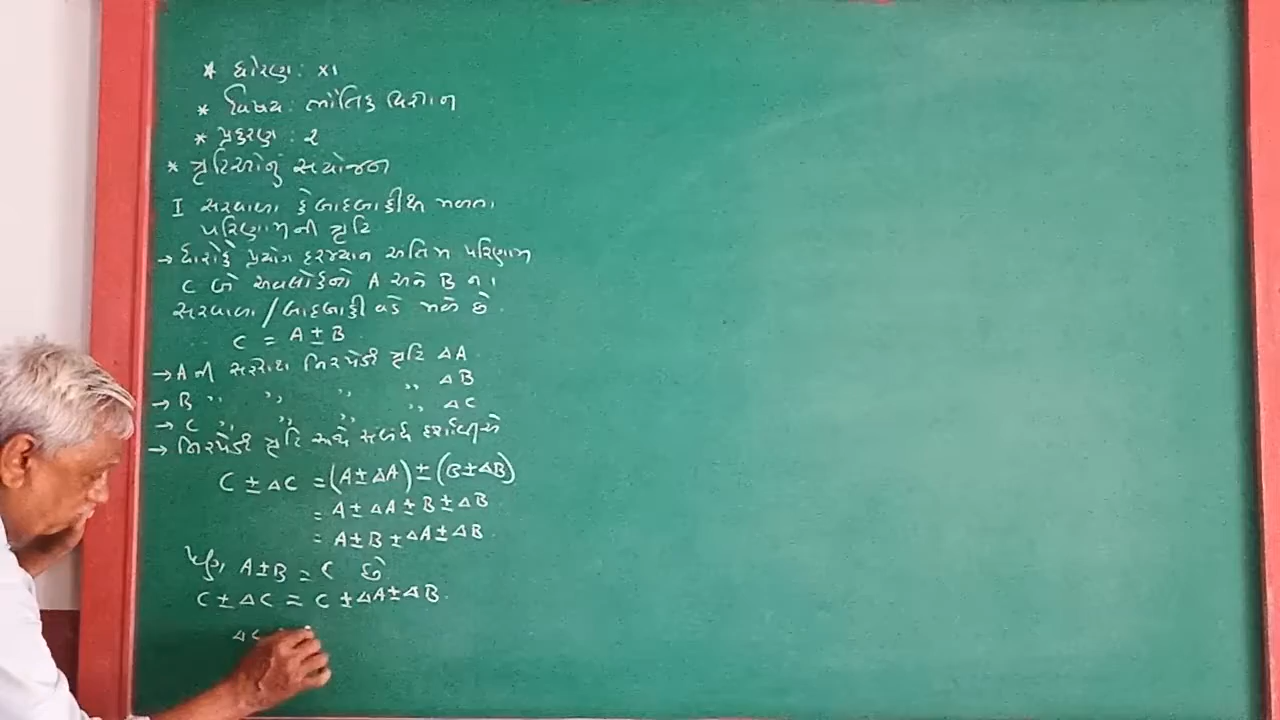 * ધોરણ : XI
* વિષય : ભૌતિક વિજ્ઞાન
* પ્રકરણ : 2
* ત્રુટિઓનું સંયોજન
I સરવાળા કે બાદબાકીથી મળતા
પરિણામની ત્રુટિ
→ ધારોકે પ્રયોગ દરમ્યાન અંતિમ પરિણામ
C બે અવલોકનો A અને B ના
સરવાળા / બાદબાકી વડે મળે છે.
C = A ± B
→ A ની સરેરાશ નિરપેક્ષ ત્રુટિ ΔA
→ B " " " " ΔB
→ C " " " " ΔC
→ નિરપેક્ષ ત્રુટિ સાથે સંબંધ દર્શાવીએ
C ± ΔC = (A ± ΔA) ± (B ± ΔB)
= A ± ΔA ± B ± ΔB
= A ± B ± ΔA ± ΔB
પણ A ± B = C છે
C ± ΔC = C ± ΔA ± ΔB.
ΔC